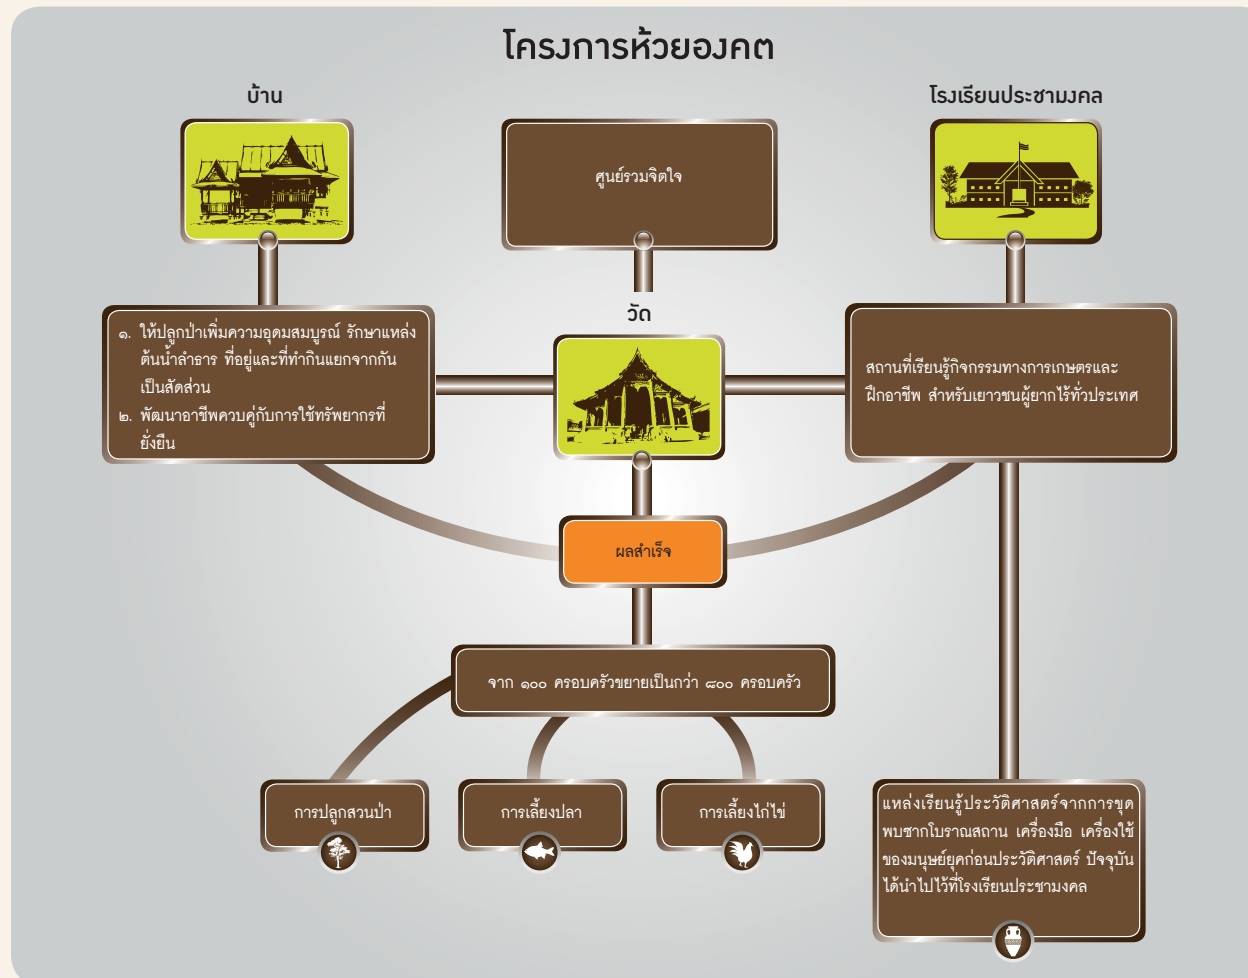 โครงการห้วยองคต
บ้าน
โรงเรียนประชามงคล
ศูนย์รวมจิตใจ
วัด
๑. ให้ปลูกป่าเพิ่มความอุดมสมบูรณ์ รักษาแหล่ง
ต้นน้ำลำธาร ที่อยู่และที่ทำกินแยกจากกัน
เป็นสัดส่วน
๒. พัฒนาอาชีพควบคู่กับการใช้ทรัพยากรที่
ยั่งยืน
สถานที่เรียนรู้กิจกรรมทางการเกษตรและ
ฝึกอาชีพ สำหรับเยาวชนผู้ยากไร้ทั่วประเทศ
ผลสำเร็จ
จาก ๑๐๐ ครอบครัวขยายเป็นกว่า ๘๐๐ ครอบครัว
การปลูกสวนป่า
การเลี้ยงปลา
การเลี้ยงไก่ไข่
แหล่งเรียนรู้ประวัติศาสตร์จากการขุด
พบซากโบราณสถาน เครื่องมือ เครื่องใช้
ของมนุษย์ยุคก่อนประวัติศาสตร์ ปัจจุบัน
ได้นำไปไว้ที่โรงเรียนประชามงคล